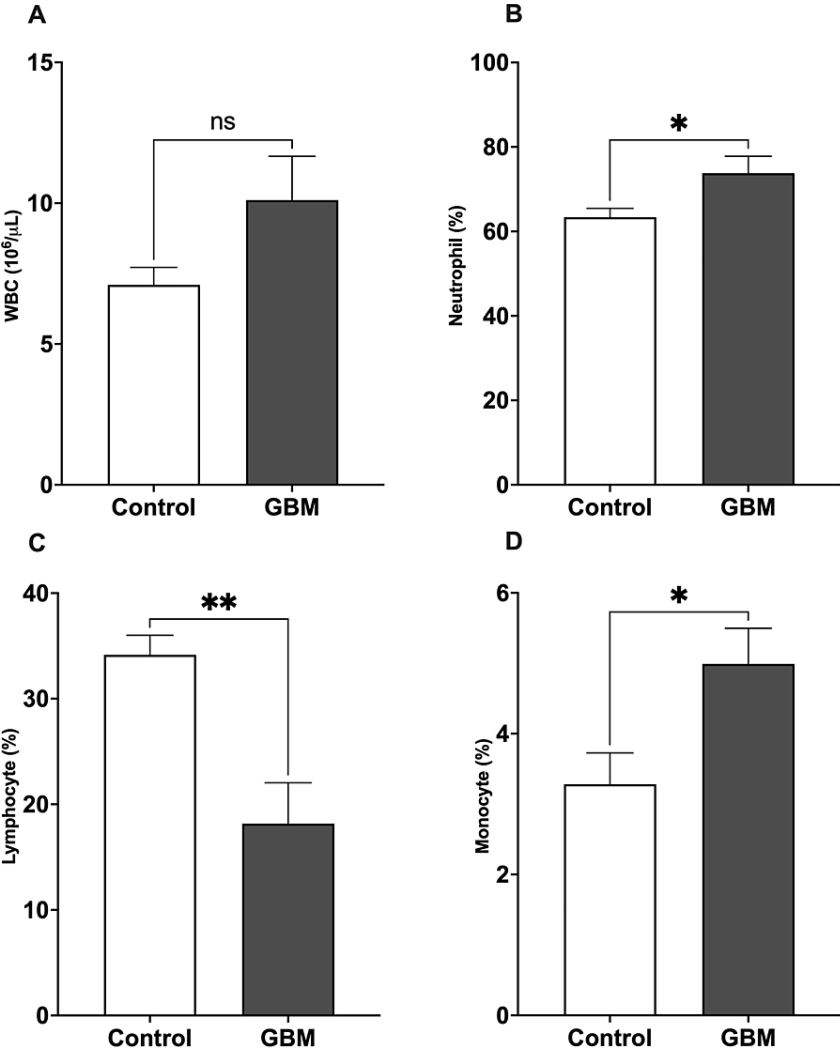 A
15
10
5
0
WBC (10⁶/µL)
ns
Control GBM
B
100
80
60
40
20
0
Neutrophil (%)
*
Control GBM
C
40
30
20
10
0
Lymphocyte (%)
**
Control GBM
D
6
4
2
0
Monocyte (%)
*
Control GBM